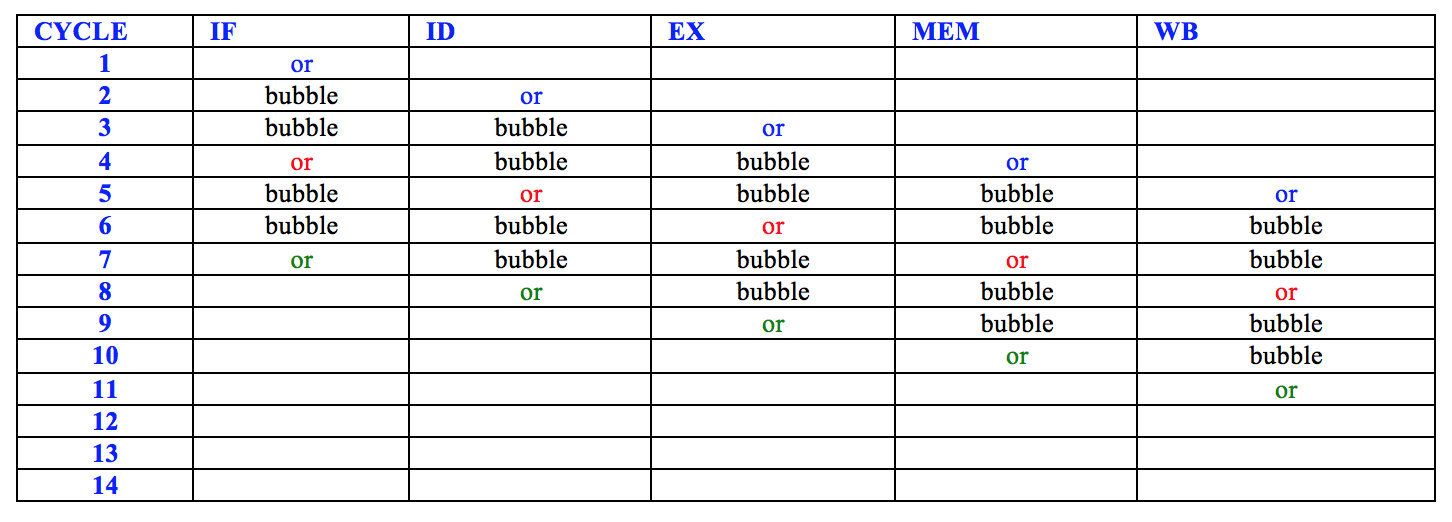 CYCLE IF ID EX MEM WB
1 or
2 bubble or
3 bubble bubble or
4 or bubble bubble or
5 bubble or bubble bubble or
6 bubble bubble or bubble bubble
7 or bubble bubble or bubble
8 or bubble bubble or
9 or bubble bubble
10 or bubble
11 or
12
13
14